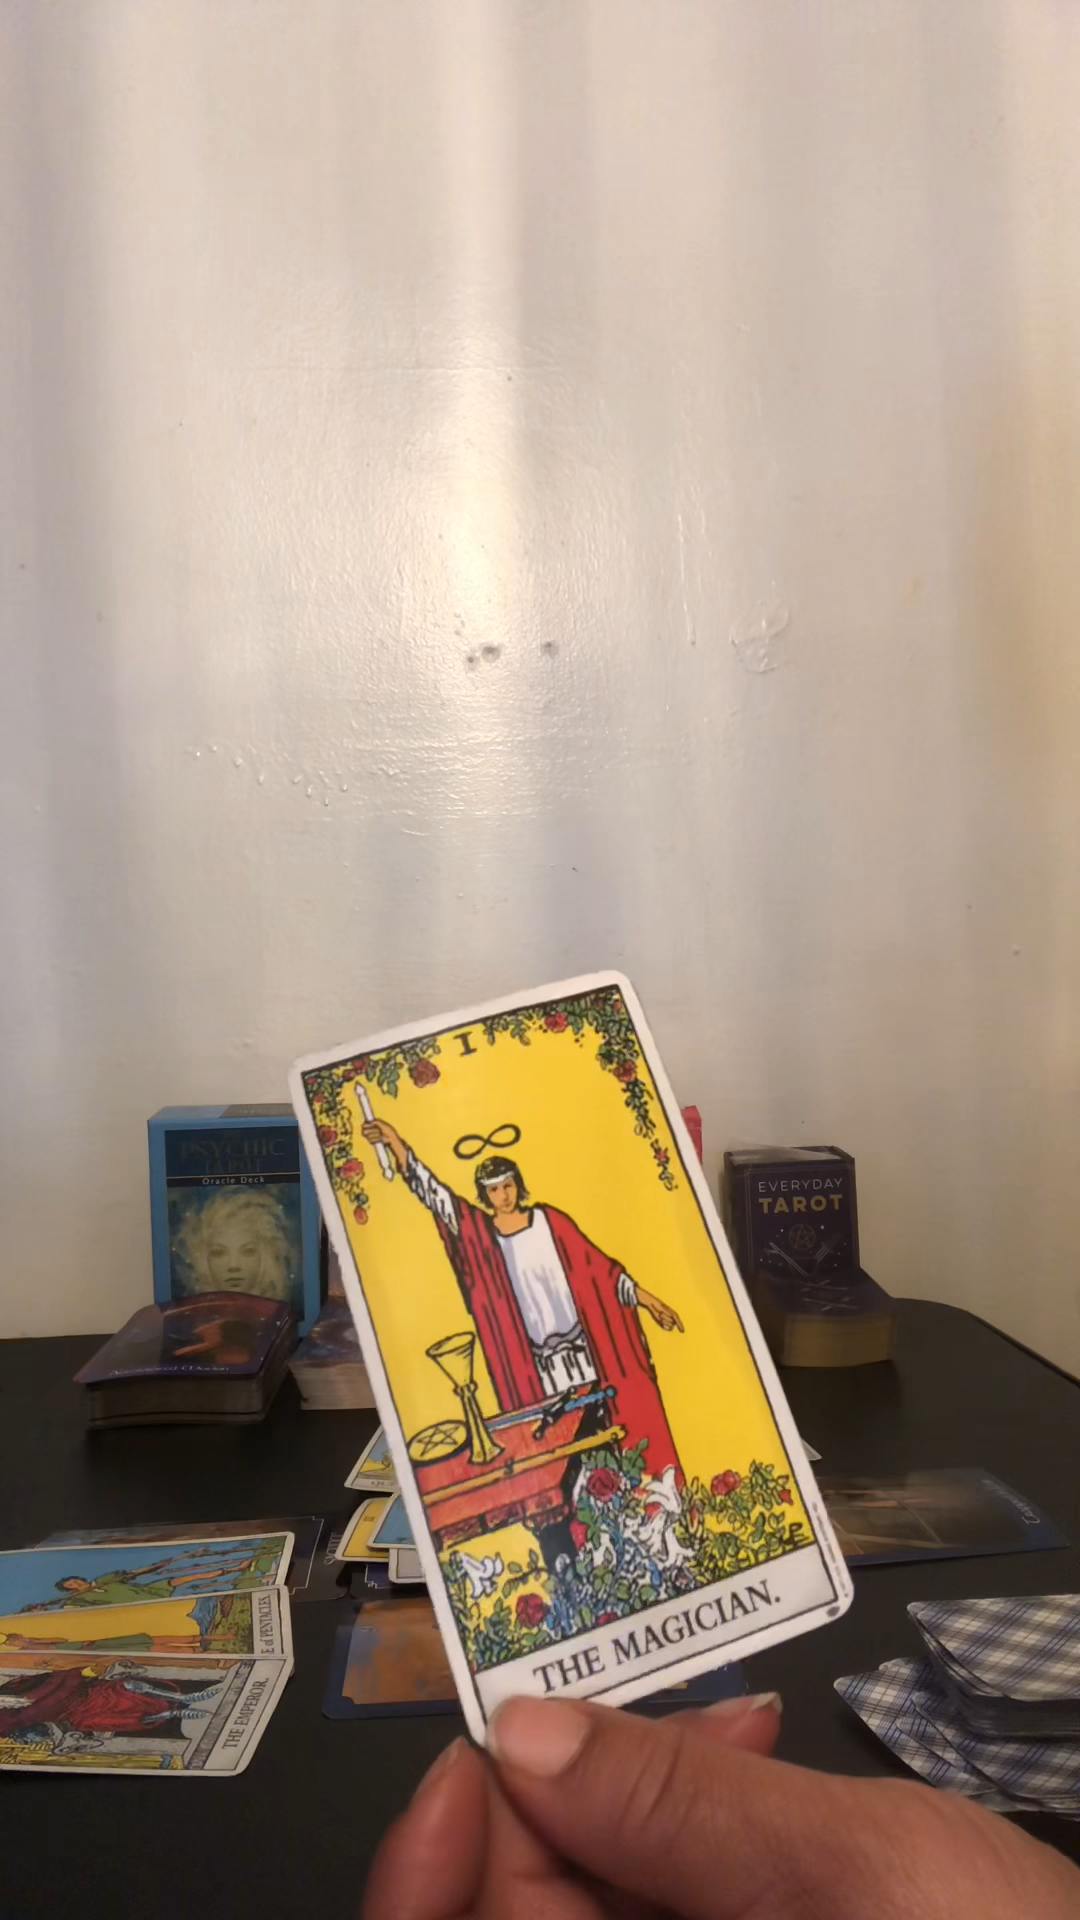 I
THE MAGICIAN.
PSYCHIC
TAROT
Oracle Deck
EVERYDAY
TAROT
E of PENTACLES
THE EMPEROR.